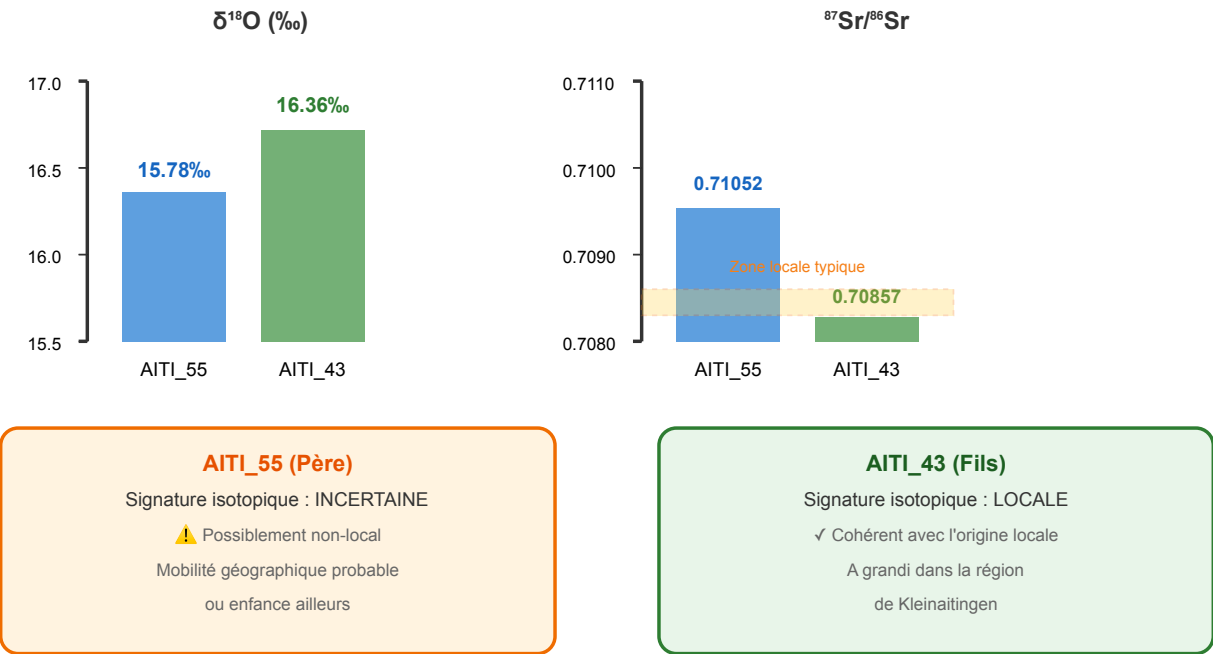 δ¹⁸O (‰)
17.0
16.5
16.0
15.5
15.78‰
16.36‰
AITI_55
AITI_43
⁸⁷Sr/⁸⁶Sr
0.7110
0.7100
0.7090
0.7080
0.71052
Zone locale typique
0.70857
AITI_55
AITI_43
AITI_55 (Père)
Signature isotopique : INCERTAINE
⚠️ Possiblement non-local
Mobilité géographique probable
ou enfance ailleurs
AITI_43 (Fils)
Signature isotopique : LOCALE
✓ Cohérent avec l'origine locale
A grandi dans la région
de Kleinaitingen